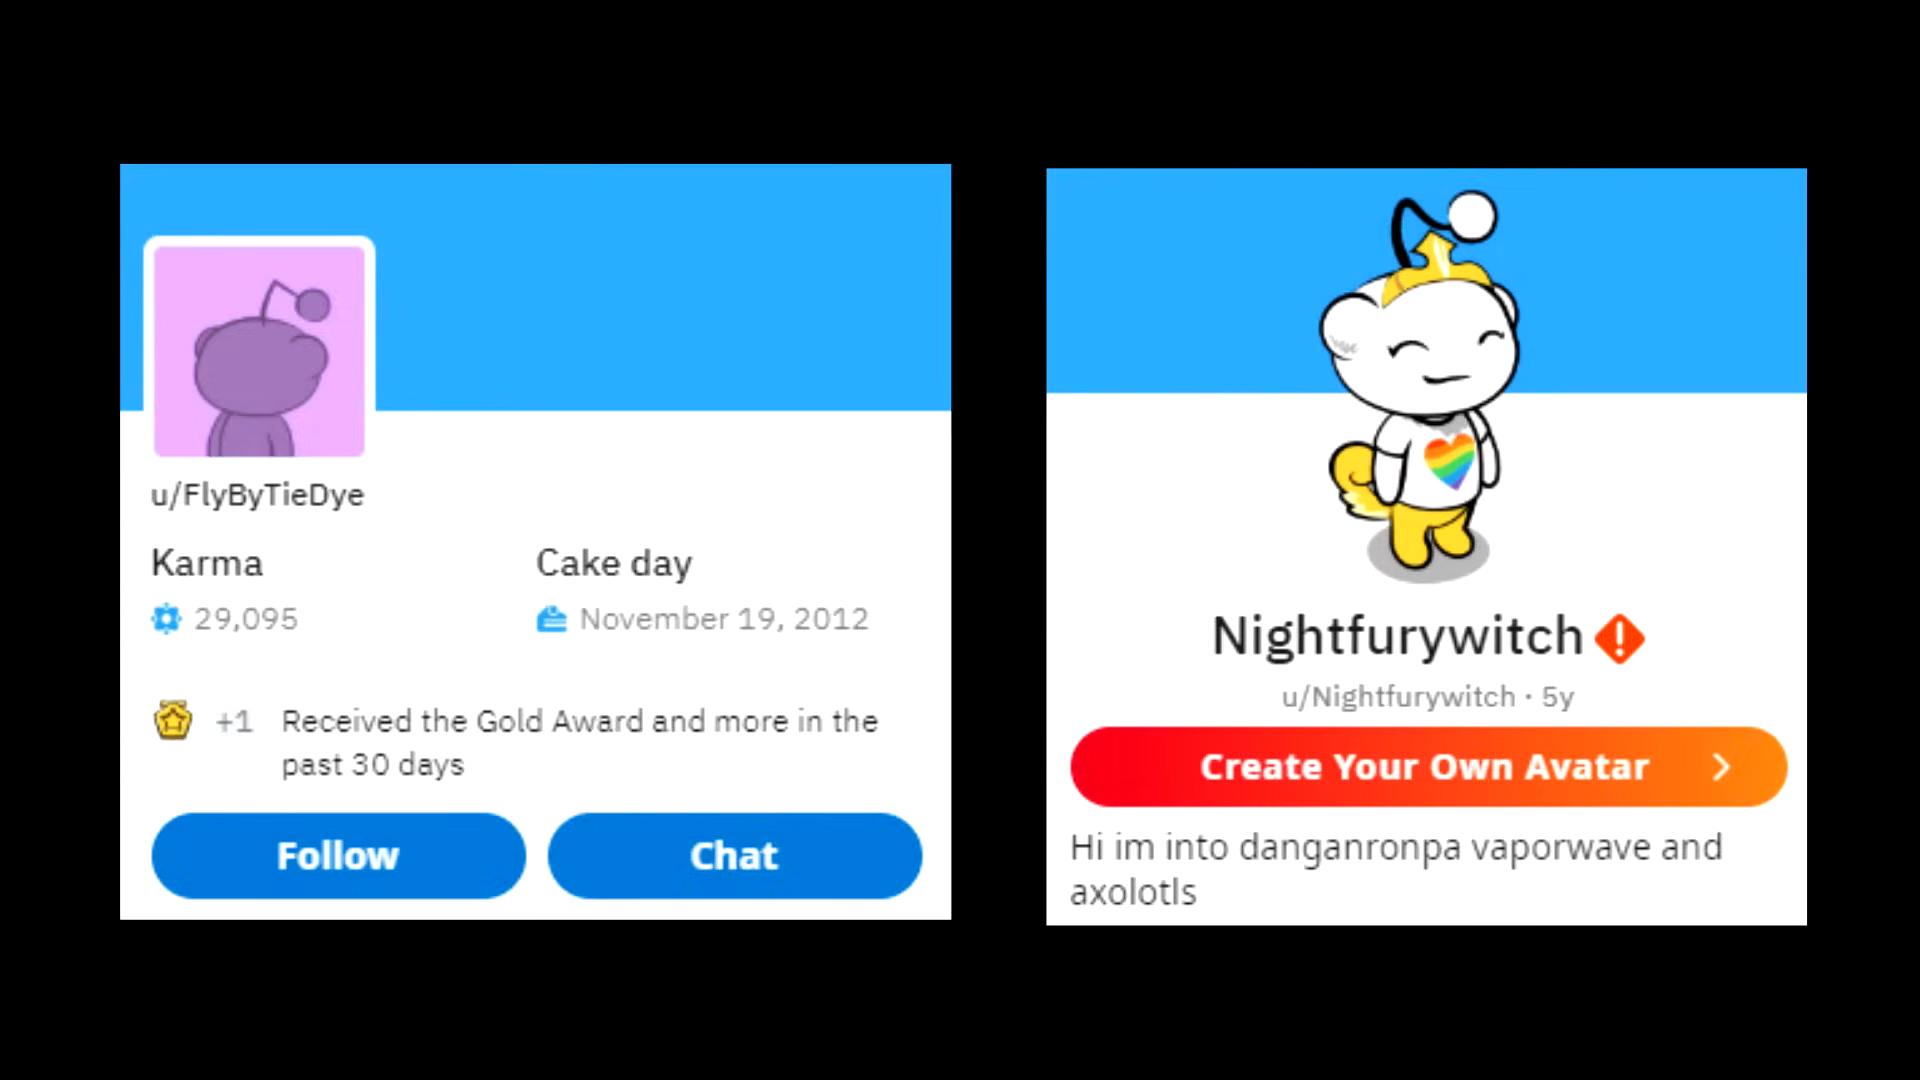 u/FlyByTieDye
Karma
Cake day
29,095
November 19, 2012
+1 Received the Gold Award and more in the
past 30 days
Follow
Chat
Nightfurywitch
u/Nightfurywitch · 5y
Create Your Own Avatar
Hi im into danganronpa vaporwave and
axolotls